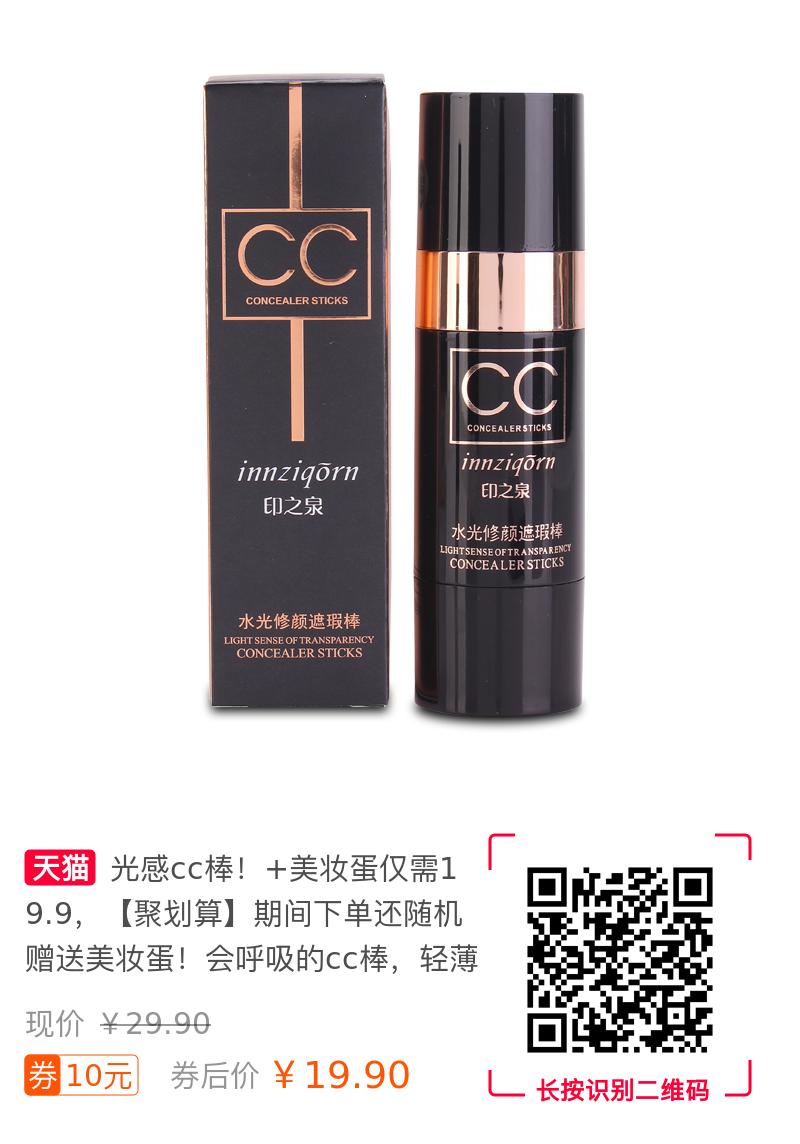 CC
CONCEALER STICKS
innziqōrn
印之泉
水光修颜遮瑕棒
LIGHT SENSE OF TRANSPARENCY
CONCEALER STICKS
CC
CONCEALER STICKS
innziqōrn
印之泉
水光修颜遮瑕棒
LIGHT SENSE OF TRANSPARENCY
CONCEALER STICKS
天猫 光感cc棒！+美妆蛋仅需1
9.9，【聚划算】期间下单还随机
赠送美妆蛋！会呼吸的cc棒，轻薄
现价 ￥29.90
券 10元 券后价 ￥19.90
长按识别二维码